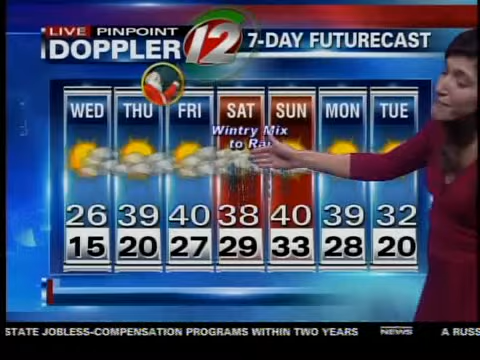 LIVE PINPOINT
DOPPLER 12 7-DAY FUTURECAST
WED THU FRI SAT SUN MON TUE
Wintry Mix
to Rain
26 39 40 38 40 39 32
15 20 27 29 33 28 20
STATE JOBLESS-COMPENSATION PROGRAMS WITHIN TWO YEARS NEWS A RUSS